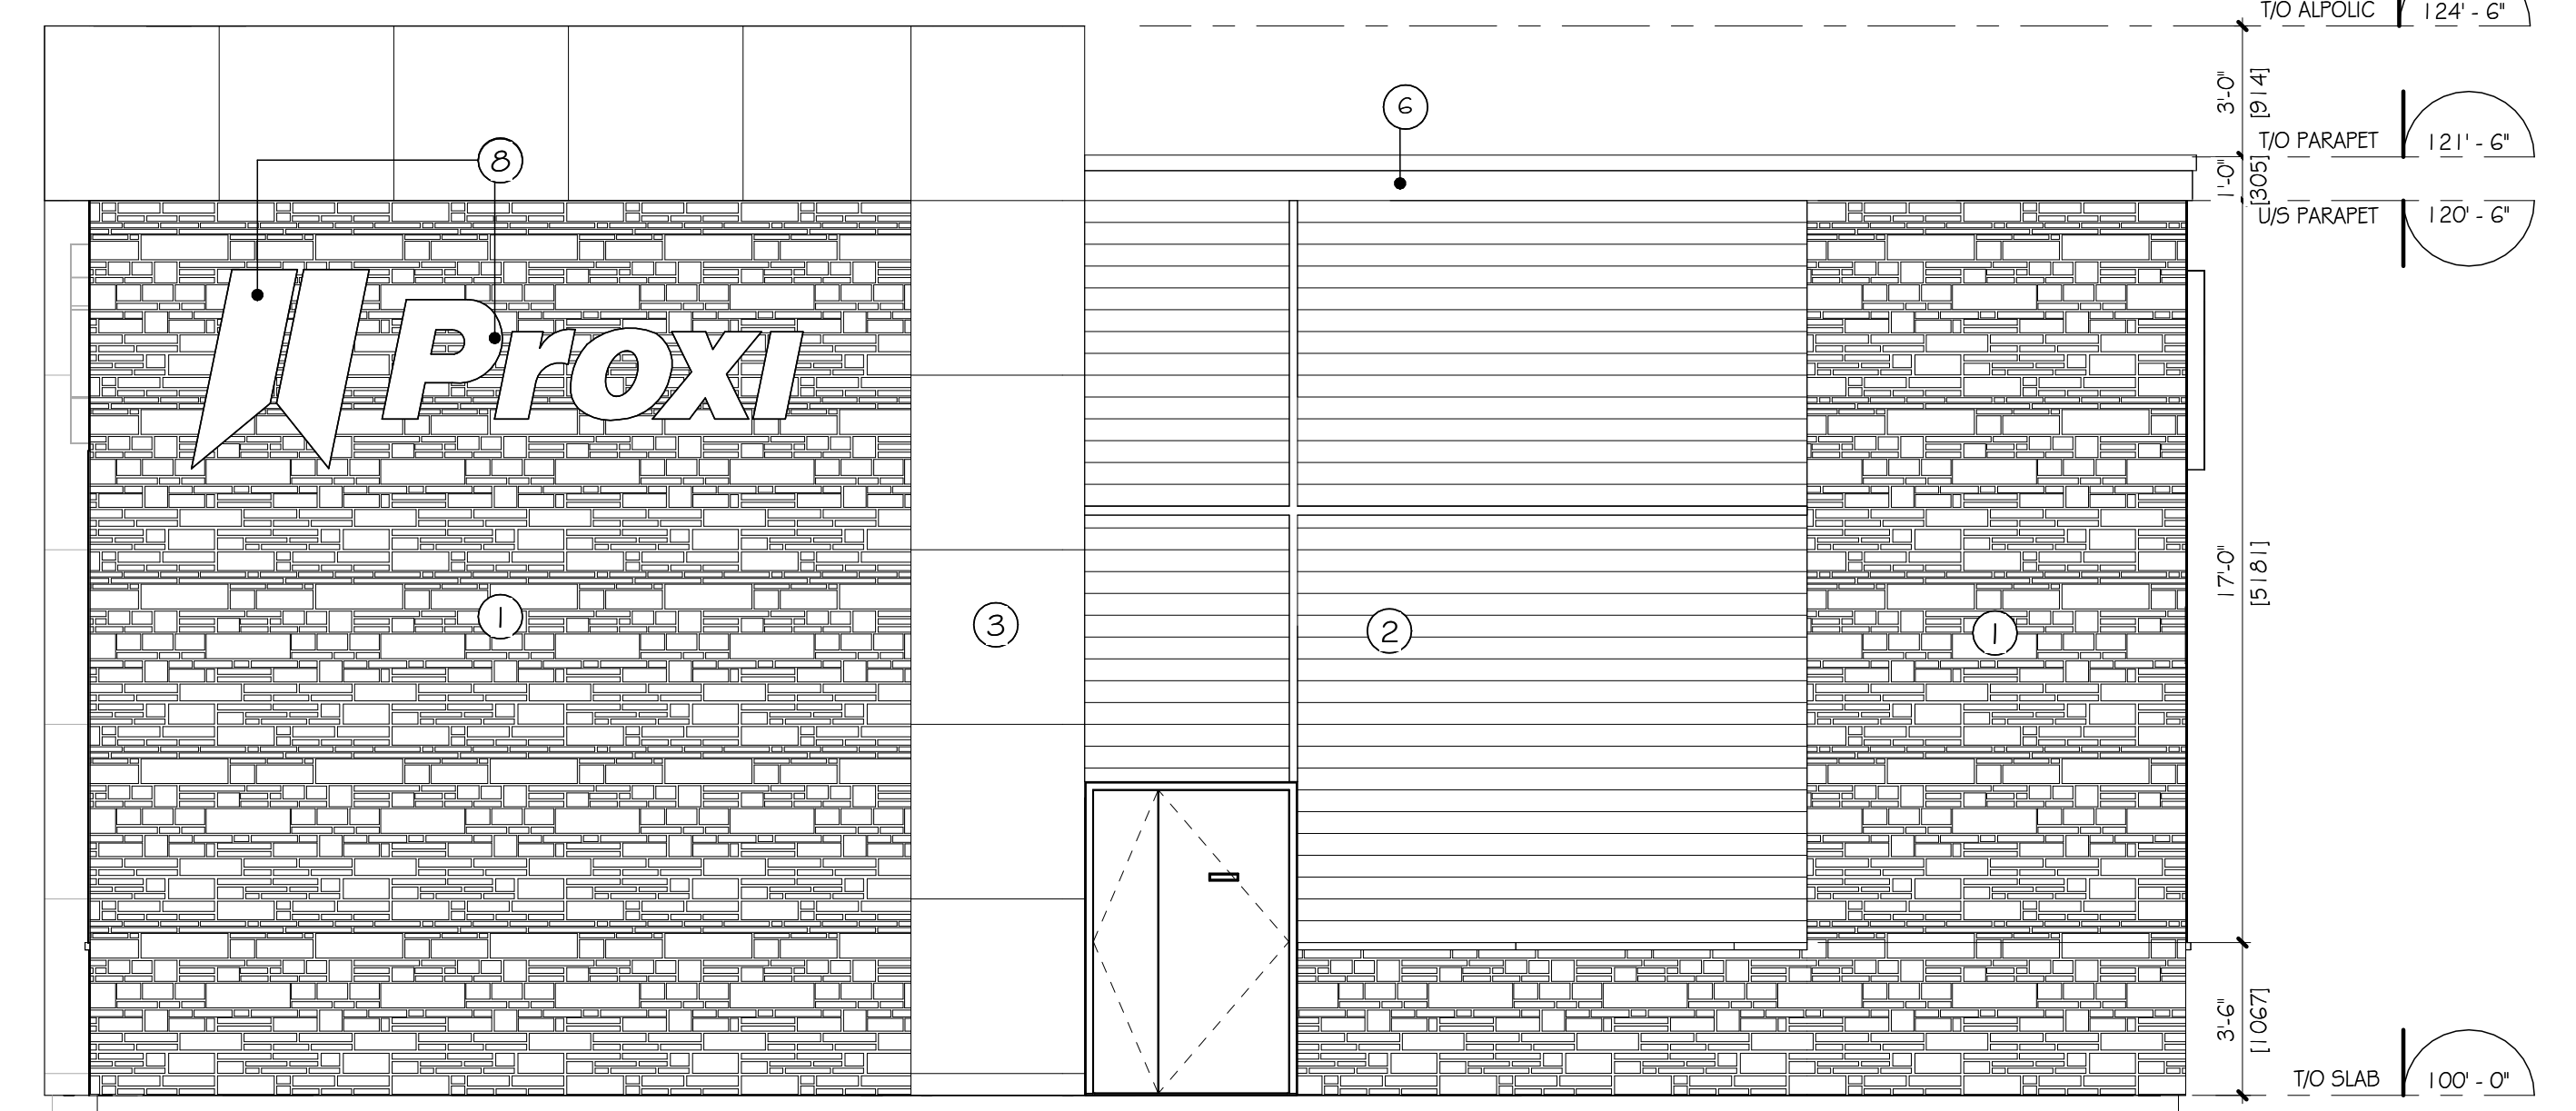 T/O ALPOLIC 124' - 6"
3'-0"
[914]
6
T/O PARAPET 121' - 6"
8
1'-0"
[305]
U/S PARAPET 120' - 6"
Proxi
17'-0"
[5181]
1
3
2
1
3'-6"
[1067]
T/O SLAB 100' - 0"